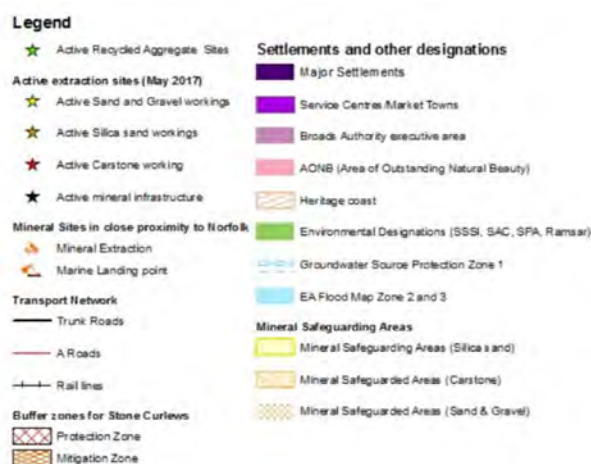 Legend
Active Recycled Aggregate Sites
Active extraction sites (May 2017)
Active Sand and Gravel workings
Active Silica sand workings
Active Carstone working
Active mineral infrastructure
Mineral Sites in close proximity to Norfolk
Mineral Extraction
Marine Landing point
Transport Network
Trunk Roads
A Roads
Rail lines
Buffer zones for Stone Curlews
Protection Zone
Mitigation Zone
Settlements and other designations
Major Settlements
Service Centres/Market Towns
Broads Authority executive area
AONB (Area of Outstanding Natural Beauty)
Heritage coast
Environmental Designations (SSSI, SAC, SPA, Ramsar)
Groundwater Source Protection Zone 1
EA Flood Map Zone 2 and 3
Mineral Safeguarding Areas
Mineral Safeguarding Areas (Silica sand)
Mineral Safeguarded Areas (Carstone)
Mineral Safeguarded Areas (Sand & Gravel)